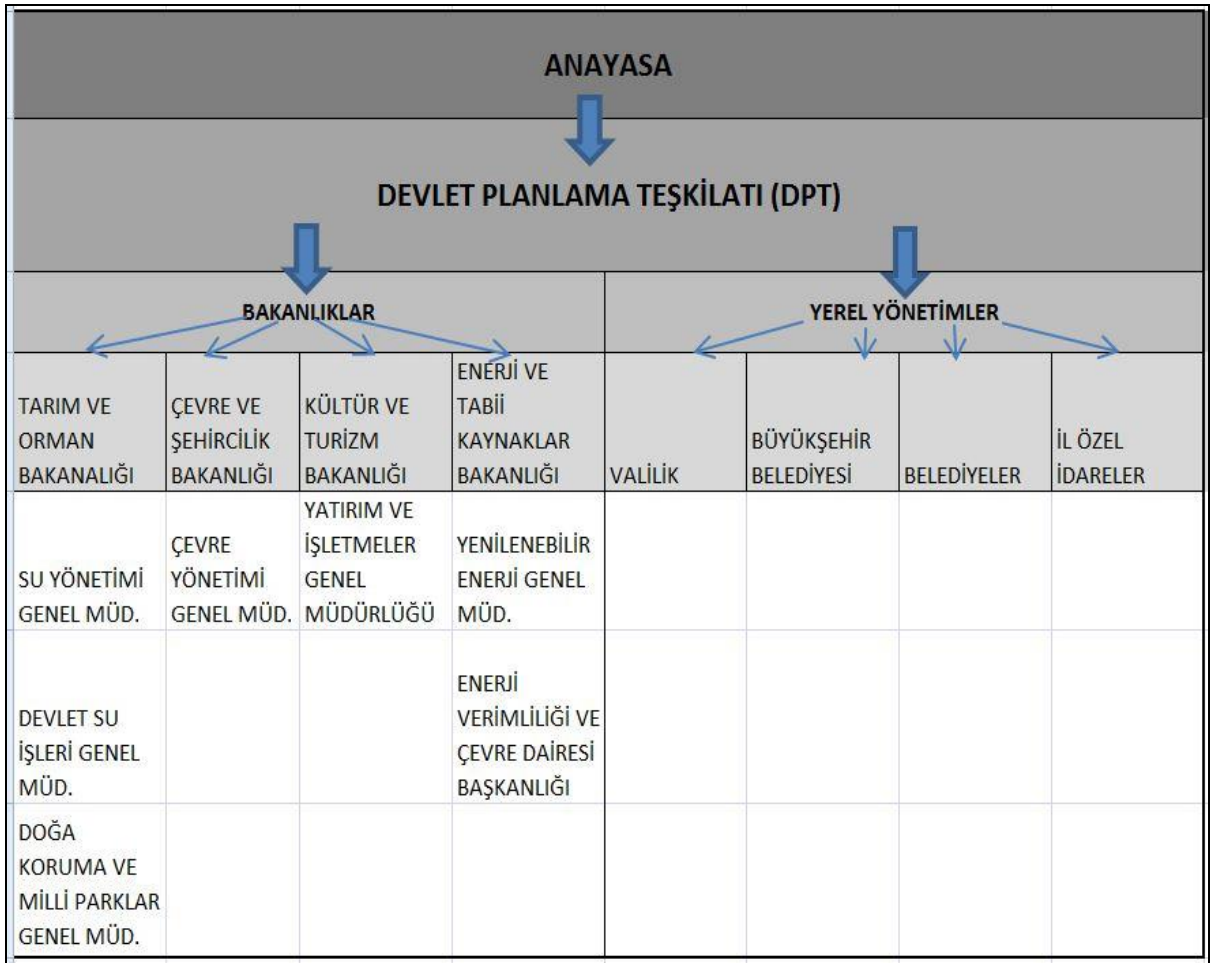 ANAYASA
DEVLET PLANLAMA TEŞKİLATI (DPT)
BAKANLIKLAR
YEREL YÖNETİMLER
TARIM VE
ORMAN
BAKANALIĞI
ÇEVRE VE
ŞEHİRCİLİK
BAKANLIĞI
KÜLTÜR VE
TURİZM
BAKANLIĞI
ENERJİ VE
TABİİ
KAYNAKLAR
BAKANLIĞI
VALİLİK
BÜYÜKŞEHİR
BELEDİYESİ
BELEDİYELER
İL ÖZEL
İDARELER
SU YÖNETİMİ
GENEL MÜD.
ÇEVRE
YÖNETİMİ
GENEL MÜD.
YATIRIM VE
İŞLETMELER
GENEL
MÜDÜRLÜĞÜ
YENİLENEBİLİR
ENERJİ GENEL
MÜD.
DEVLET SU
İŞLERİ GENEL
MÜD.
ENERJİ
VERİMLİLİĞİ VE
ÇEVRE DAİRESİ
BAŞKANLIĞI
DOĞA
KORUMA VE
MİLLİ PARKLAR
GENEL MÜD.